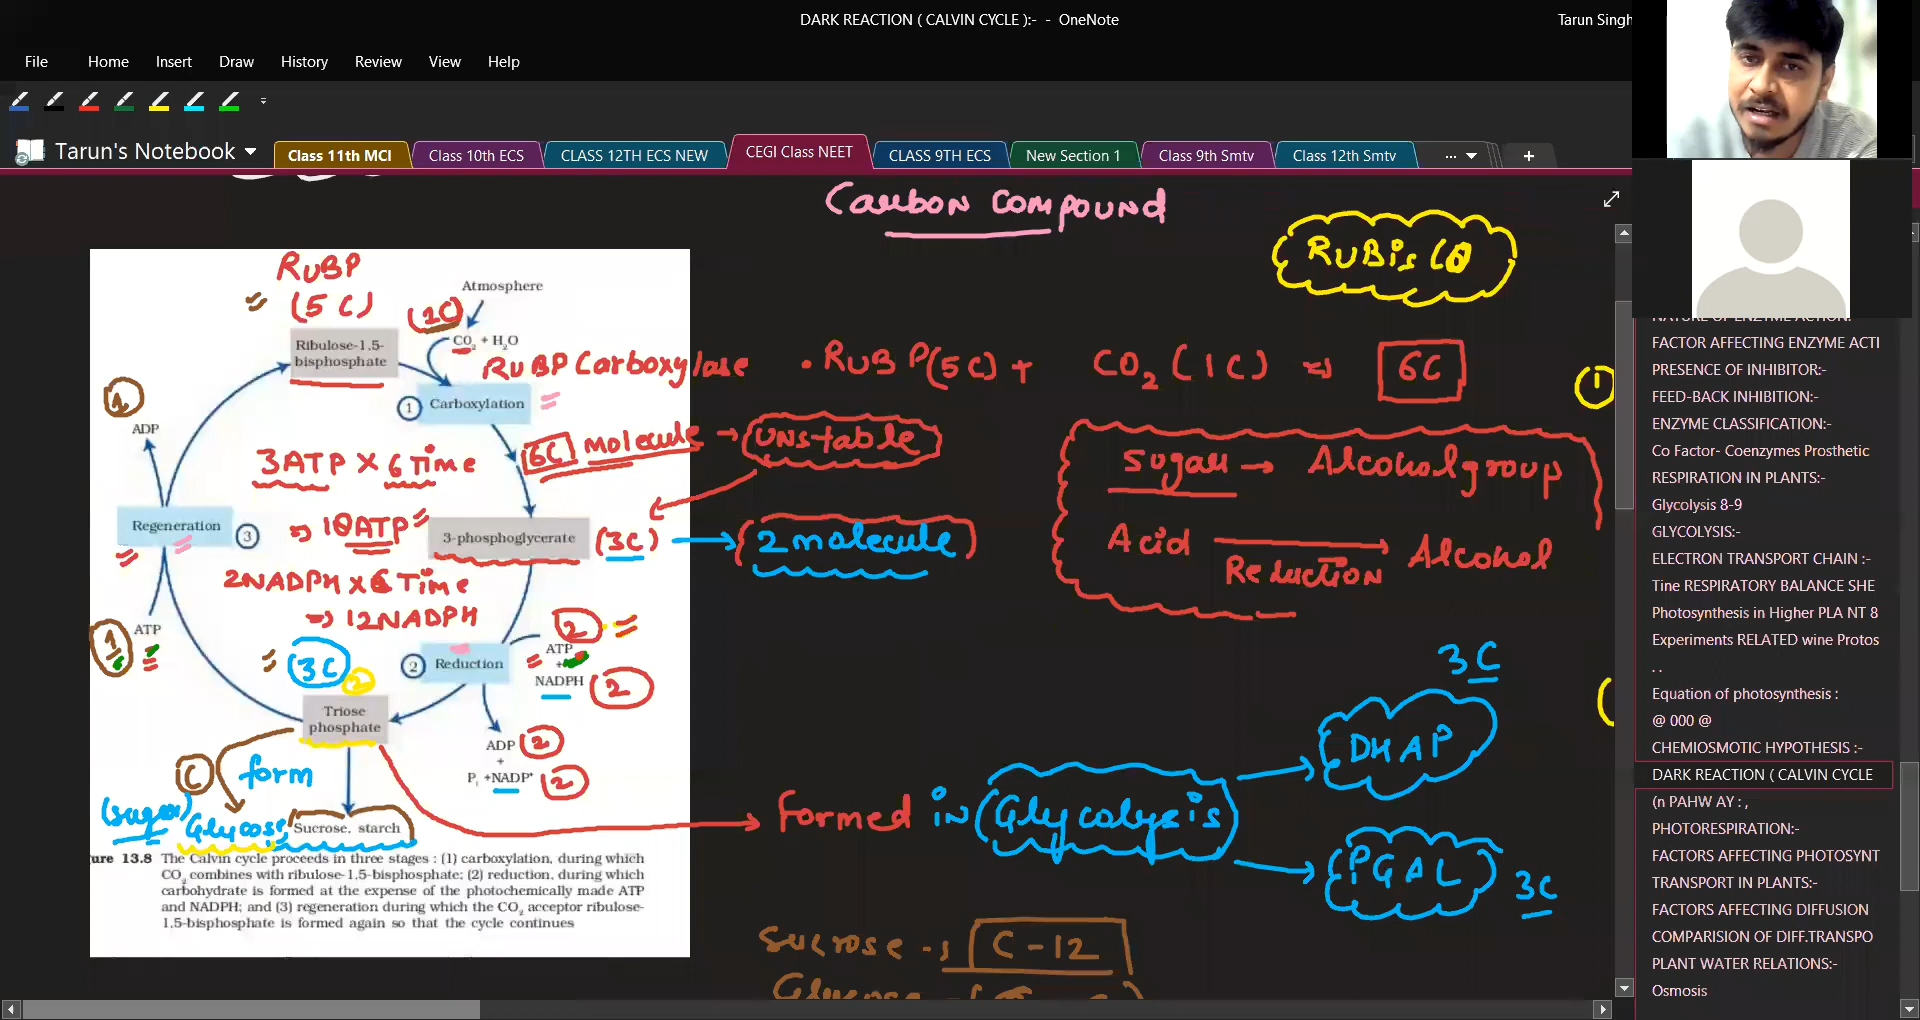 DARK REACTION ( CALVIN CYCLE ):- - OneNote
Tarun Singh
File Home Insert Draw History Review View Help
Tarun's Notebook
Class 11th MCI
Class 10th ECS
CLASS 12TH ECS NEW
CEGI Class NEET
CLASS 9TH ECS
New Section 1
Class 9th Smtv
Class 12th Smtv
...
+
Carbon compound
RUBisCO
RUBP
(5C)
Atmosphere
(1C)
CO2 + H2O
Ribulose-1,5-
bisphosphate
RUBP Carboxylase
. RUBP(5C) + CO2 (1C) => 6C
1
ADP
1 Carboxylation
6C molecule → unstable
3ATP x 6 Time
Sugar → Alcohol group
Regeneration 3
=> 18ATP
3-phosphoglycerate (3C) → (2 molecule)
Acid → Alcohol
Reduction
2NADPH x 6 Time
=> 12NADPH
ATP
1
2
3C
2
2 Reduction
ATP
+
NADPH 2
3C
Triose
phosphate
DHAP
ADP 2
+
Pi +NADP+ 2
C form
(sugar) Glycose, Sucrose, starch
Formed in (Glycolysis)
PGAL 3C
ure 13.8 The Calvin cycle proceeds in three stages : (1) carboxylation, during which
CO2 combines with ribulose-1,5-bisphosphate; (2) reduction, during which
carbohydrate is formed at the expense of the photochemically made ATP
and NADPH; and (3) regeneration during which the CO2 acceptor ribulose-
1,5-bisphosphate is formed again so that the cycle continues
Sucrose → C-12
FACTOR AFFECTING ENZYME ACTI
PRESENCE OF INHIBITOR:-
FEED-BACK INHIBITION:-
ENZYME CLASSIFICATION:-
Co Factor- Coenzymes Prosthetic
RESPIRATION IN PLANTS:-
Glycolysis 8-9
GLYCOLYSIS:-
ELECTRON TRANSPORT CHAIN :-
Tine RESPIRATORY BALANCE SHE
Photosynthesis in Higher PLA NT 8
Experiments RELATED wine Protos
. .
Equation of photosynthesis :
@ 000 @
CHEMIOSMOTIC HYPOTHESIS :-
DARK REACTION ( CALVIN CYCLE
(n PAHW AY : ,
PHOTORESPIRATION:-
FACTORS AFFECTING PHOTOSYNT
TRANSPORT IN PLANTS:-
FACTORS AFFECTING DIFFUSION
COMPARISION OF DIFF.TRANSPO
PLANT WATER RELATIONS:-
Osmosis